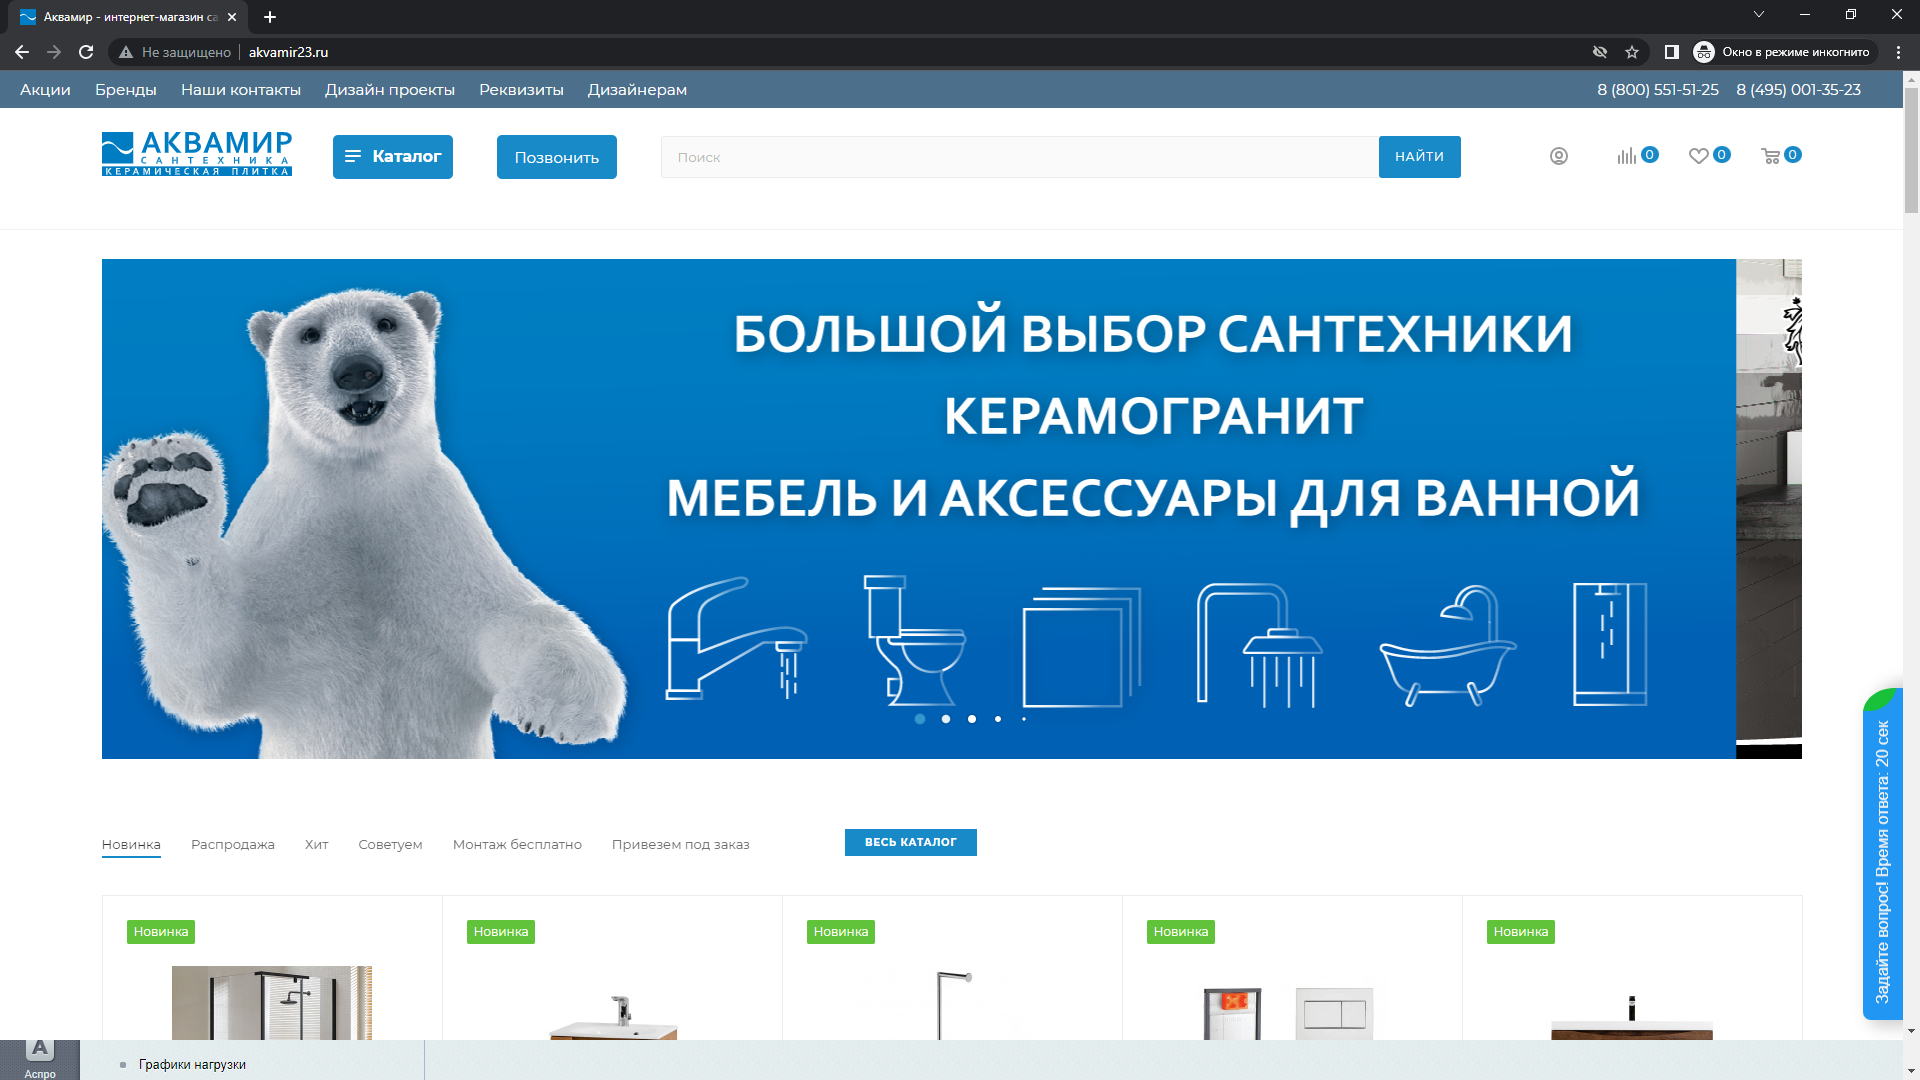 Аквамир - интернет-магазин са
Не защищено
akvamir23.ru
Окно в режиме инкогнито
Акции Бренды Наши контакты Дизайн проекты Реквизиты Дизайнерам 8 (800) 551-51-25 8 (495) 001-35-23
АКВАМИР
САНТЕХНИКА
КЕРАМИЧЕСКАЯ ПЛИТКА
Каталог
Позвонить
Поиск
НАЙТИ
0
0
0
БОЛЬШОЙ ВЫБОР САНТЕХНИКИ
КЕРАМОГРАНИТ
МЕБЕЛЬ И АКСЕССУАРЫ ДЛЯ ВАННОЙ
Задайте вопрос! Время ответа: 20 сек
Новинка Распродажа Хит Советуем Монтаж бесплатно Привезем под заказ ВЕСЬ КАТАЛОГ
Новинка Новинка Новинка Новинка Новинка
A
Аспро
Графики нагрузки